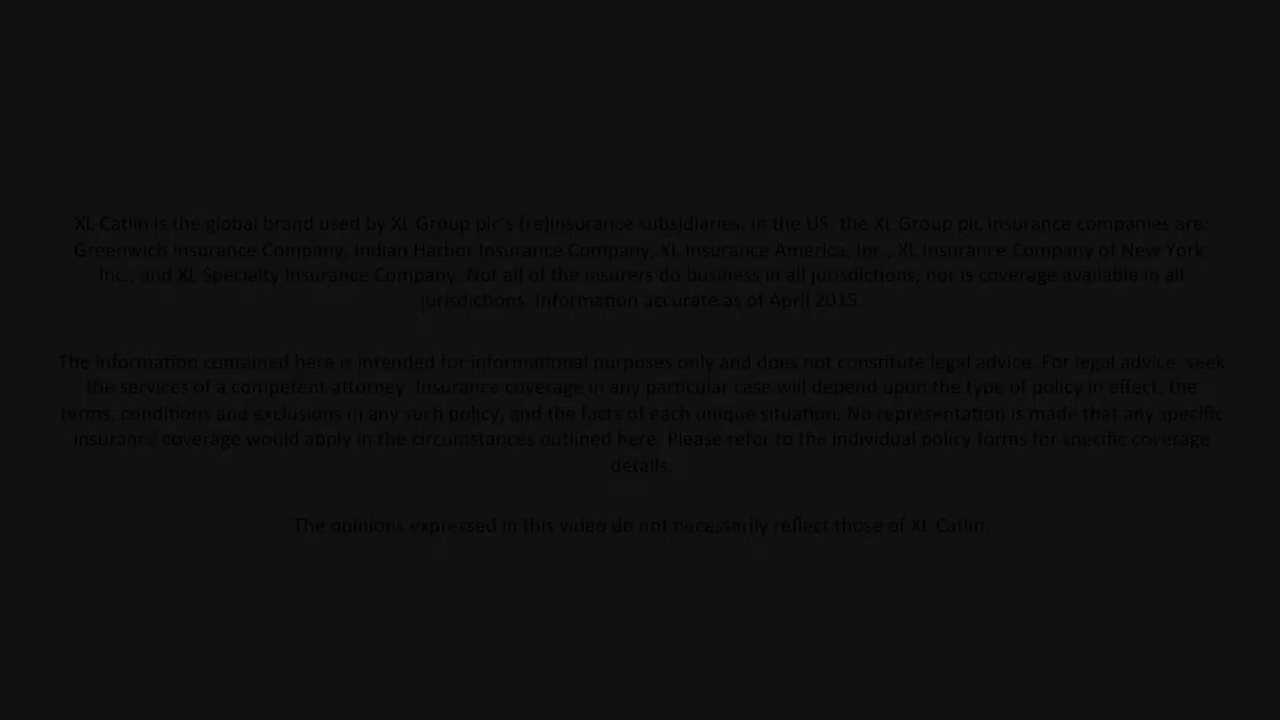 XL Catlin is the global brand used by XL Group plc's (re)insurance subsidiaries. In the US, the XL Group plc insurance companies are:
Greenwich Insurance Company, Indian Harbor Insurance Company, XL Insurance America, Inc., XL Insurance Company of New York,
Inc., and XL Specialty Insurance Company. Not all of the insurers do business in all jurisdictions, nor is coverage available in all
jurisdictions. Information accurate as of April 2015.
The information contained here is intended for informational purposes only and does not constitute legal advice. For legal advice, seek
the services of a competent attorney. Insurance coverage in any particular case will depend upon the type of policy in effect, the
terms, conditions and exclusions in any such policy, and the facts of each unique situation. No representation is made that any specific
insurance coverage would apply in the circumstances outlined here. Please refer to the individual policy forms for specific coverage
details.
The opinions expressed in this video do not necessarily reflect those of XL Catlin.